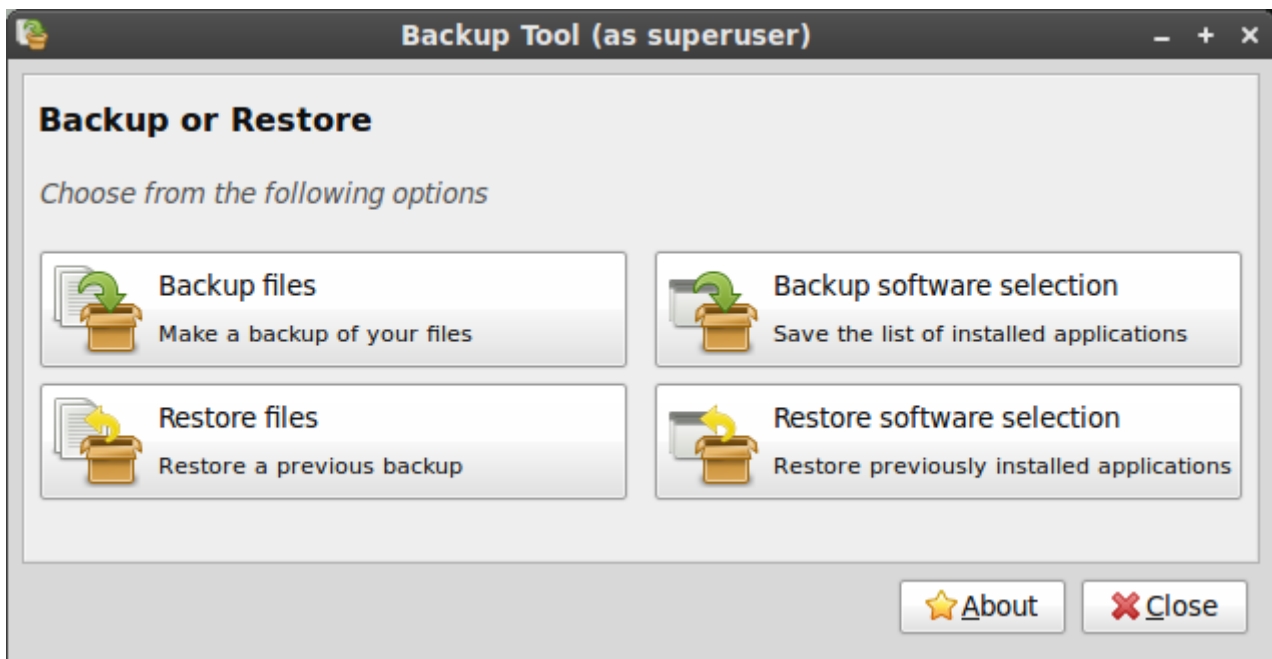 Backup Tool (as superuser)
Backup or Restore
Choose from the following options
Backup files
Make a backup of your files
Backup software selection
Save the list of installed applications
Restore files
Restore a previous backup
Restore software selection
Restore previously installed applications
About
Close